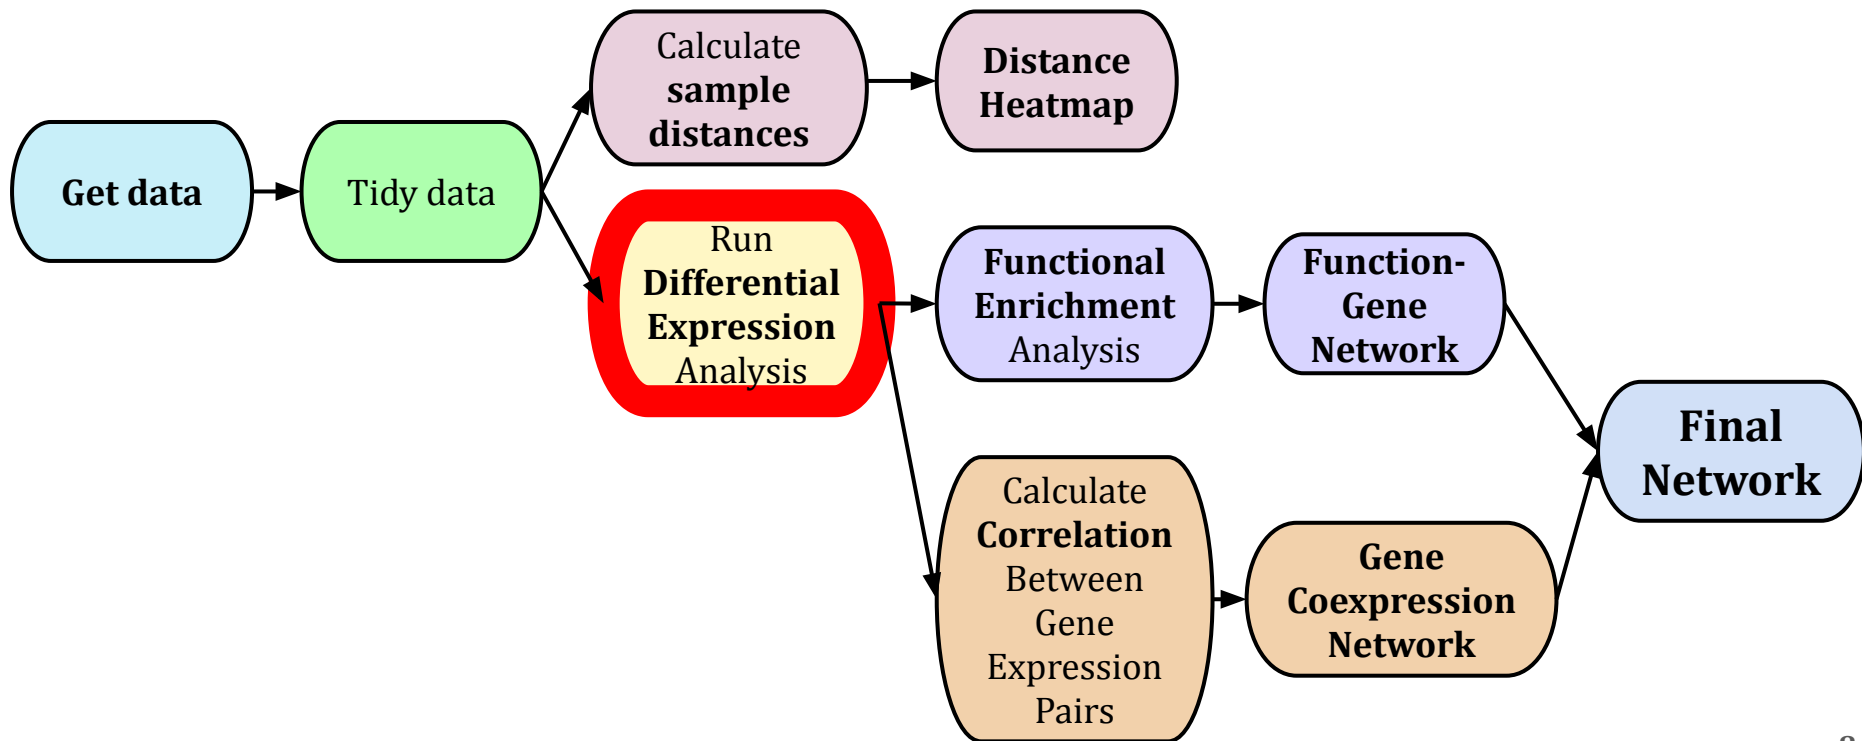 Get data
Tidy data
Calculate
sample
distances
Distance
Heatmap
Run
Differential
Expression
Analysis
Functional
Enrichment
Analysis
Function-
Gene
Network
Calculate
Correlation
Between
Gene
Expression
Pairs
Gene
Coexpression
Network
Final
Network